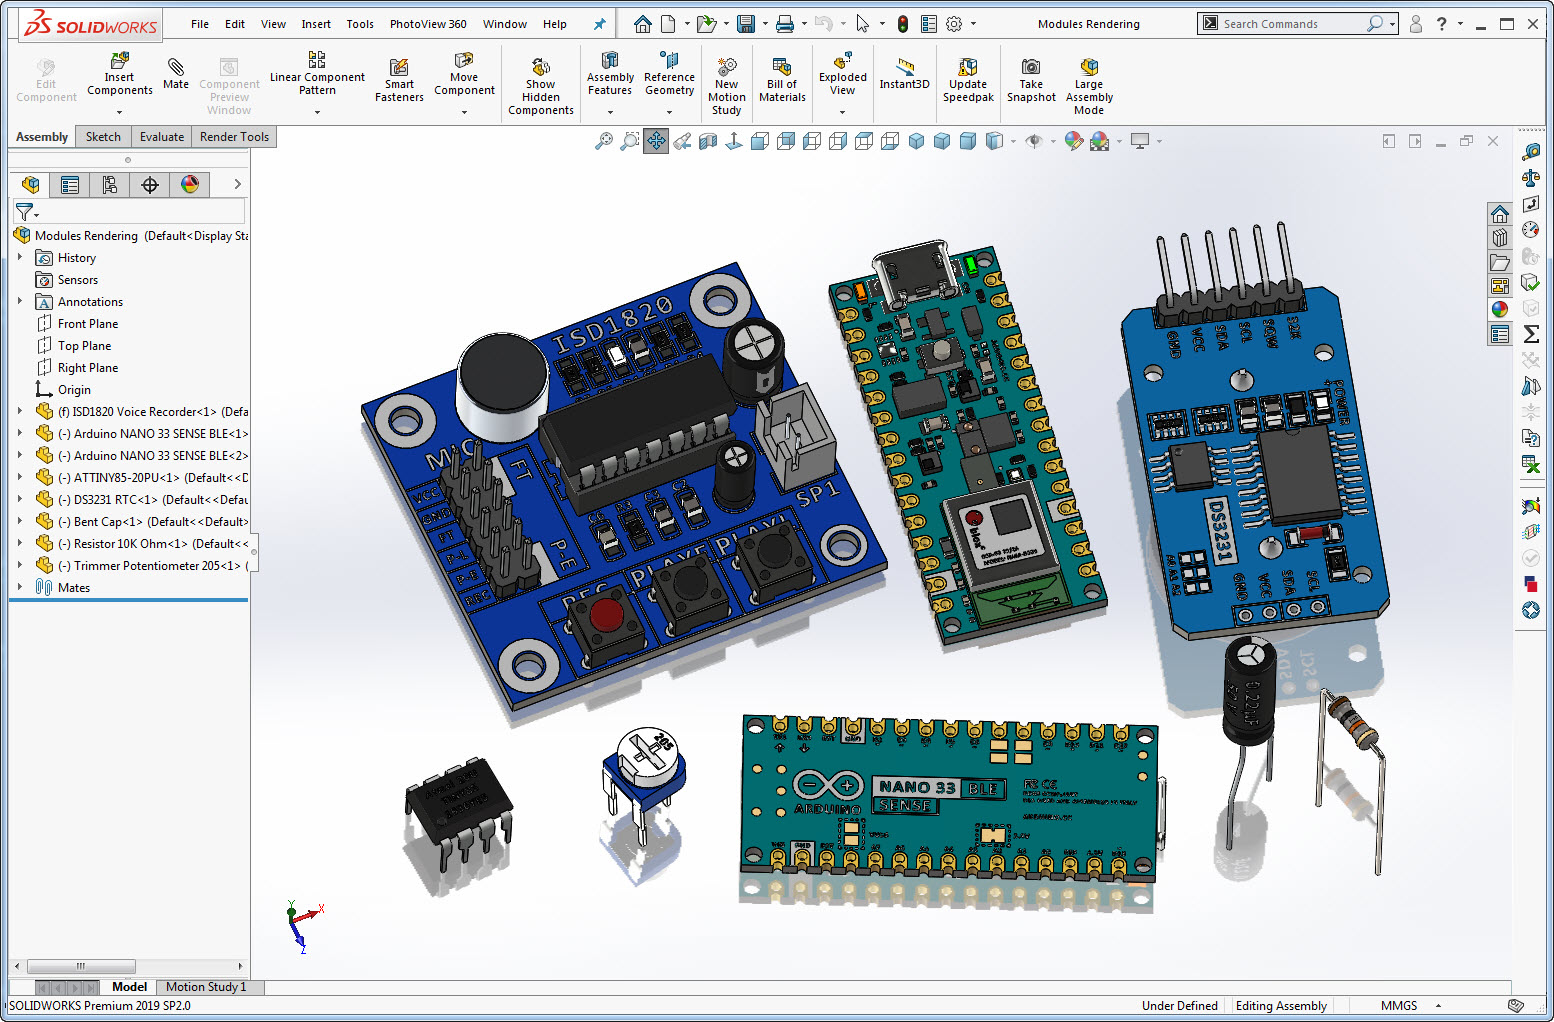 SOLIDWORKS
File Edit View Insert Tools PhotoView 360 Window Help
Modules Rendering
Search Commands
Edit Component
Insert Components
Mate
Component Preview Window
Linear Component Pattern
Smart Fasteners
Move Component
Show Hidden Components
Assembly Features
Reference Geometry
New Motion Study
Bill of Materials
Exploded View
Instant3D
Update Speedpak
Take Snapshot
Large Assembly Mode
Assembly Sketch Evaluate Render Tools
Modules Rendering (Default<Display Sta
History
Sensors
Annotations
Front Plane
Top Plane
Right Plane
Origin
(f) ISD1820 Voice Recorder<1> (Defa
(-) Arduino NANO 33 SENSE BLE<1>
(-) Arduino NANO 33 SENSE BLE<2>
(-) ATTINY85-20PU<1> (Default<<D
(-) DS3231 RTC<1> (Default<<Defau
(-) Bent Cap<1> (Default<<Default>
(-) Resistor 10K Ohm<1> (Default<<
(-) Trimmer Potentiometer 205<1> (
Mates
ISD1820
MIC
FT
VCC
GND
FT
P-L
P-E
REC
P-E
SP1
REC
PLAYE
PLAYL
C3
C2
GND
VCC
SDA
SCL
SQW
32K
POWER
DS3231
GND
VCC
SDA
SCL
205
0.22uF
ARDUINO
NANO 33 BLE
SENSE
X
Y
Z
Model Motion Study 1
SOLIDWORKS Premium 2019 SP2.0
Under Defined
Editing Assembly
MMGS